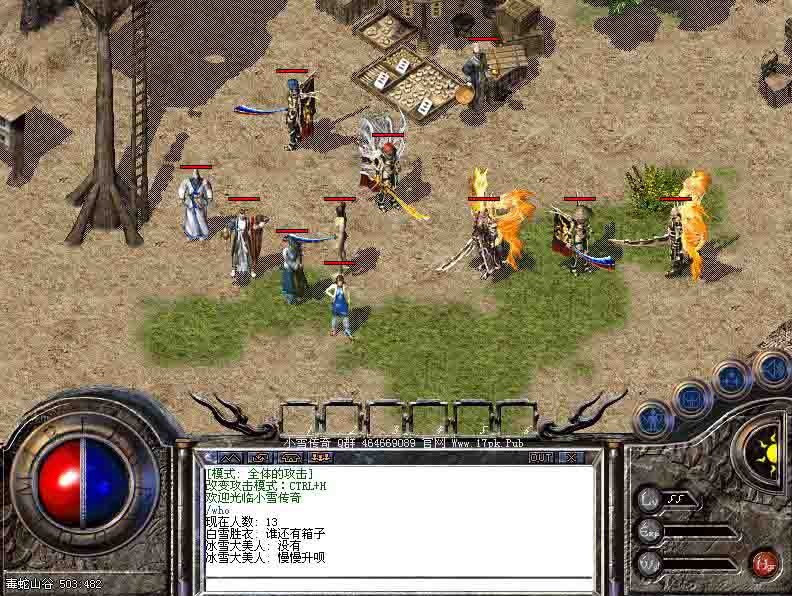 小雪传奇 Q群 464669089 官网 Www.17pk.Pub
OUT
[模式: 全体的攻击]
改变攻击模式：CTRL+H
欢迎光临小雪传奇
/who
现在人数: 13
白雪胜衣: 谁还有箱子
冰雪大美人: 没有
冰雪大美人: 慢慢升呗
毒蛇山谷 503:482